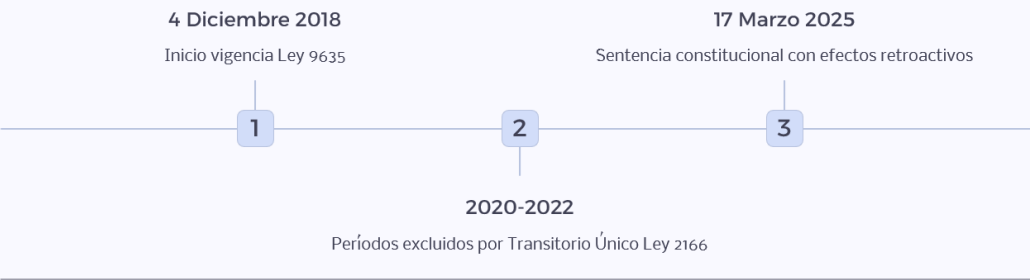 4 Diciembre 2018
Inicio vigencia Ley 9635
17 Marzo 2025
Sentencia constitucional con efectos retroactivos
1
2
3
2020-2022
Períodos excluidos por Transitorio Único Ley 2166